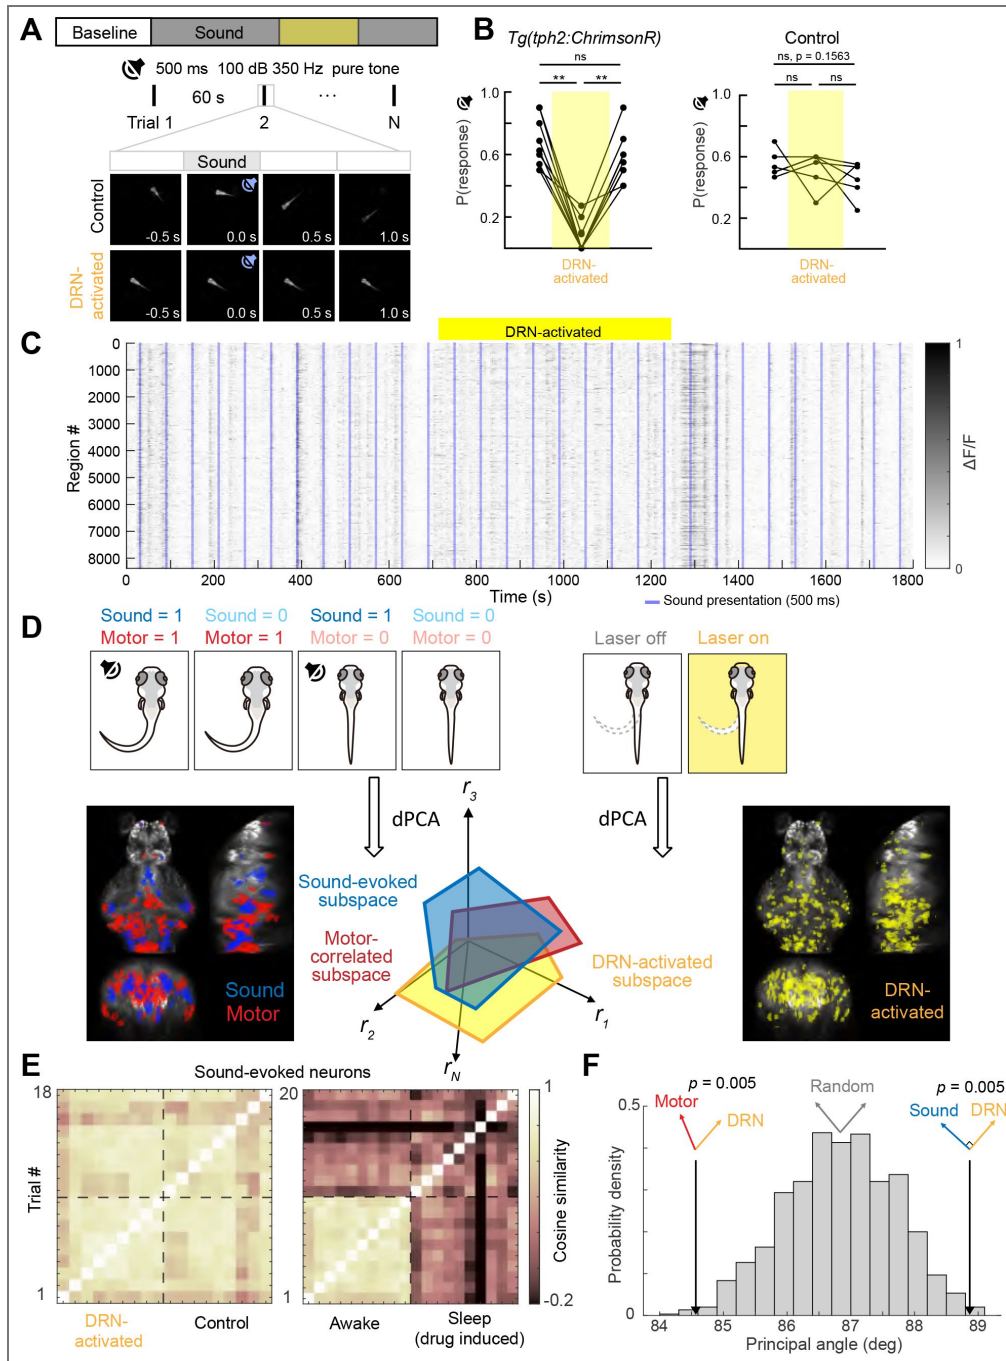 A
Baseline
Sound
500 ms 100 dB 350 Hz pure tone
60 s
...
Trial 1
2
N
Sound
Control
-0.5 s
0.0 s
0.5 s
1.0 s
DRN-
activated
-0.5 s
0.0 s
0.5 s
1.0 s
B
Tg(tph2:ChrimsonR)
ns
**
**
P(response)
1.0
0.6
0.2
DRN-
activated
Control
ns, p = 0.1563
ns
ns
P(response)
1.0
0.6
0.2
DRN-
activated
C
DRN-activated
Region #
0
1000
2000
3000
4000
5000
6000
7000
8000
0
200
400
600
800
1000
1200
1400
1600
1800
Time (s)
Sound presentation (500 ms)
1
0
ΔF/F
D
Sound = 1
Motor = 1
Sound = 0
Motor = 1
Sound = 1
Motor = 0
Sound = 0
Motor = 0
Laser off
Laser on
dPCA
dPCA
r3
r2
r1
rN
Sound-evoked
subspace
Motor-
correlated
subspace
DRN-activated
subspace
Sound
Motor
DRN-
activated
E
Sound-evoked neurons
Trial #
18
1
DRN-
activated
Control
20
1
Awake
Sleep
(drug induced)
1
-0.2
Cosine similarity
F
p = 0.005
Motor
DRN
Random
p = 0.005
Sound
DRN
Probability density
0.5
0
84
85
86
87
88
89
Principal angle (deg)